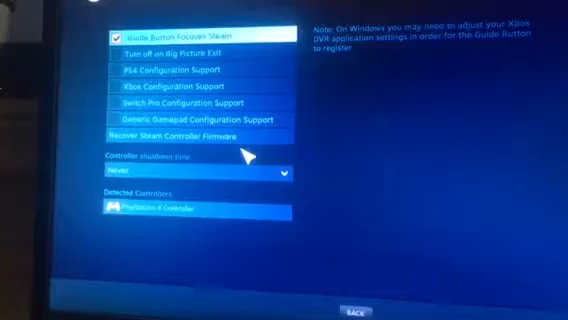 Guide Button Focuses Steam
Turn off on Big Picture Exit
PS4 Configuration Support
Xbox Configuration Support
Switch Pro Configuration Support
Generic Gamepad Configuration Support
Recover Steam Controller Firmware
Controller shutdown time
Never
Detected Controllers:
PlayStation 4 Controller
Note: On Windows you may need to adjust your Xbox
DVR application settings in order for the Guide Button
to register
BACK